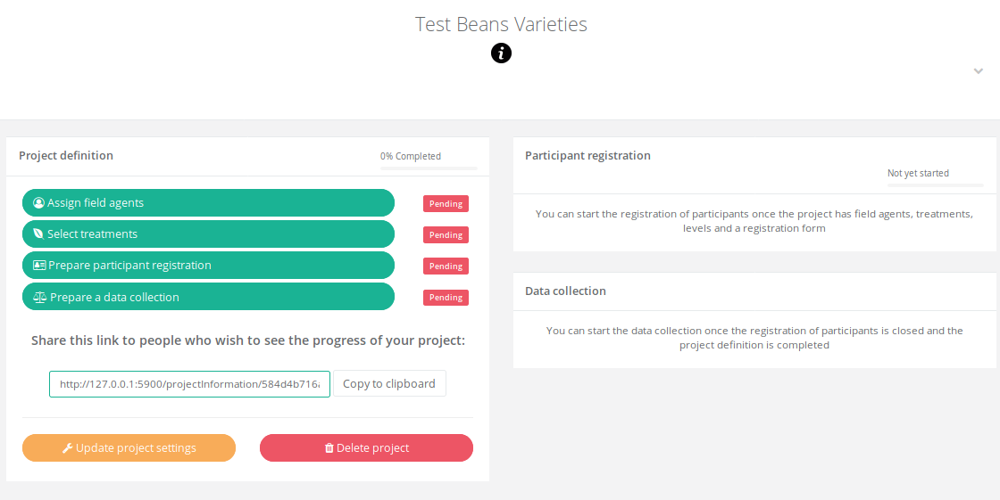 Test Beans Varieties
Project definition
0% Completed
Assign field agents
Pending
Select treatments
Pending
Prepare participant registration
Pending
Prepare a data collection
Pending
Share this link to people who wish to see the progress of your project:
http://127.0.0.1:5900/projectInformation/584d4b716a
Copy to clipboard
Update project settings
Delete project
Participant registration
Not yet started
You can start the registration of participants once the project has field agents, treatments,
levels and a registration form
Data collection
You can start the data collection once the registration of participants is closed and the
project definition is completed